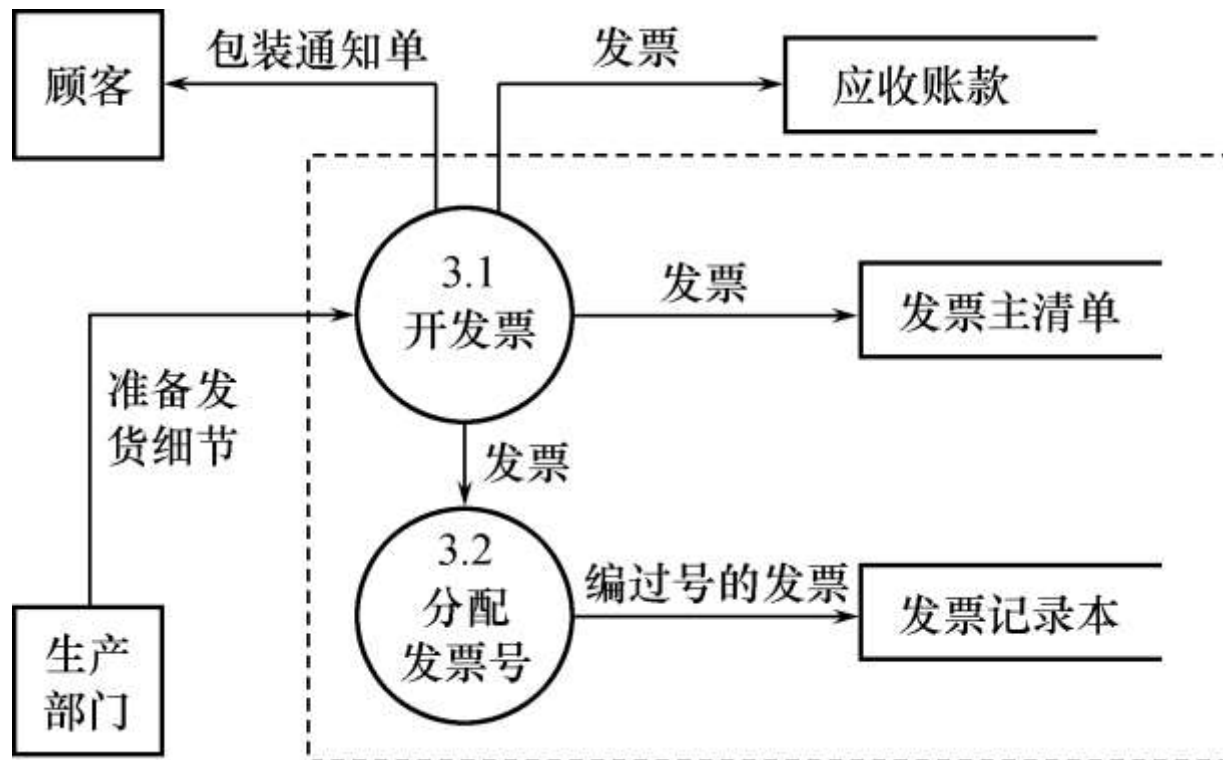 包装通知单
发票
顾客
应收账款
3.1
开发票
发票
发票主清单
准备发
货细节
发票
3.2
分配
发票号
编过号的发票
发票记录本
生产
部门